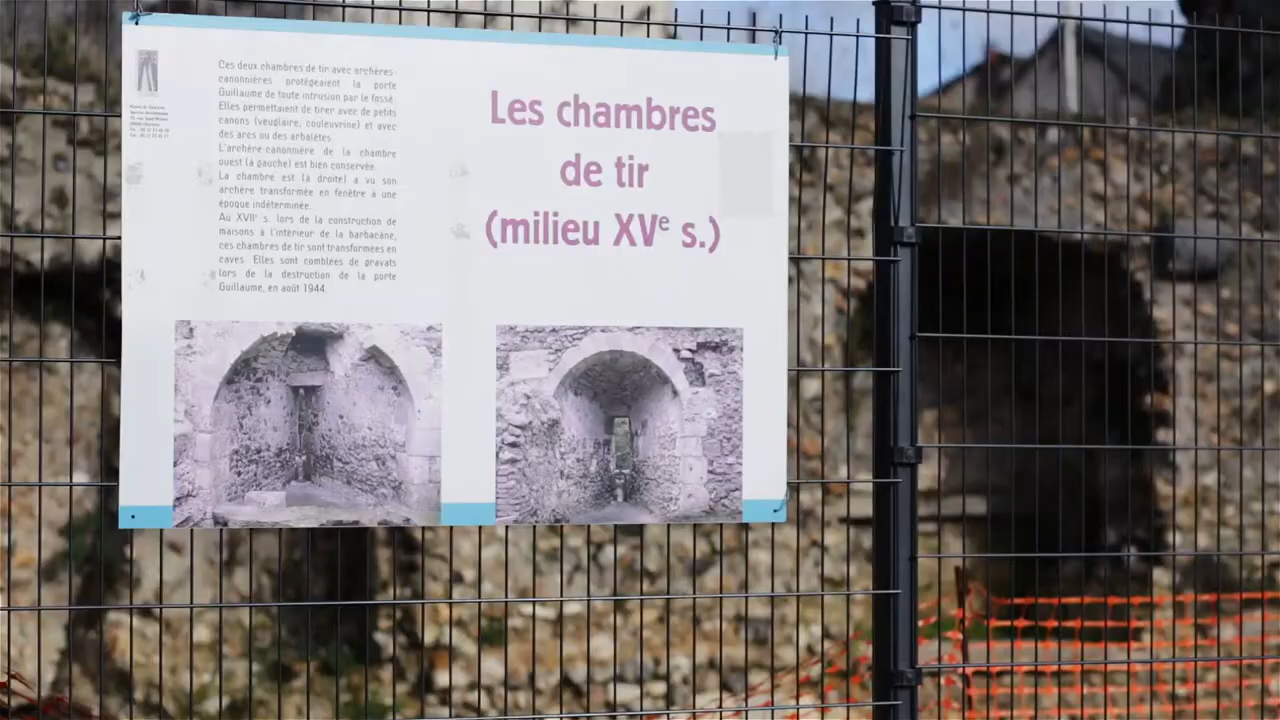 Ces deux chambres de tir avec archères-
canonnières protégeaient la porte
Guillaume de toute intrusion par le fossé.
Elles permettaient de tirer avec de petits
canons (veuglaire, couleuvrine) et avec
des arcs ou des arbalètes.
L'archère-canonnière de la chambre
ouest (à gauche) est bien conservée.
La chambre est (à droite) a vu son
archère transformée en fenêtre à une
époque indéterminée.
Au XVIIe s. lors de la construction de
maisons à l'intérieur de la barbacane,
ces chambres de tir sont transformées en
caves. Elles sont comblées de gravats
lors de la destruction de la porte
Guillaume, en août 1944.
Les chambres
de tir
(milieu XVe s.)